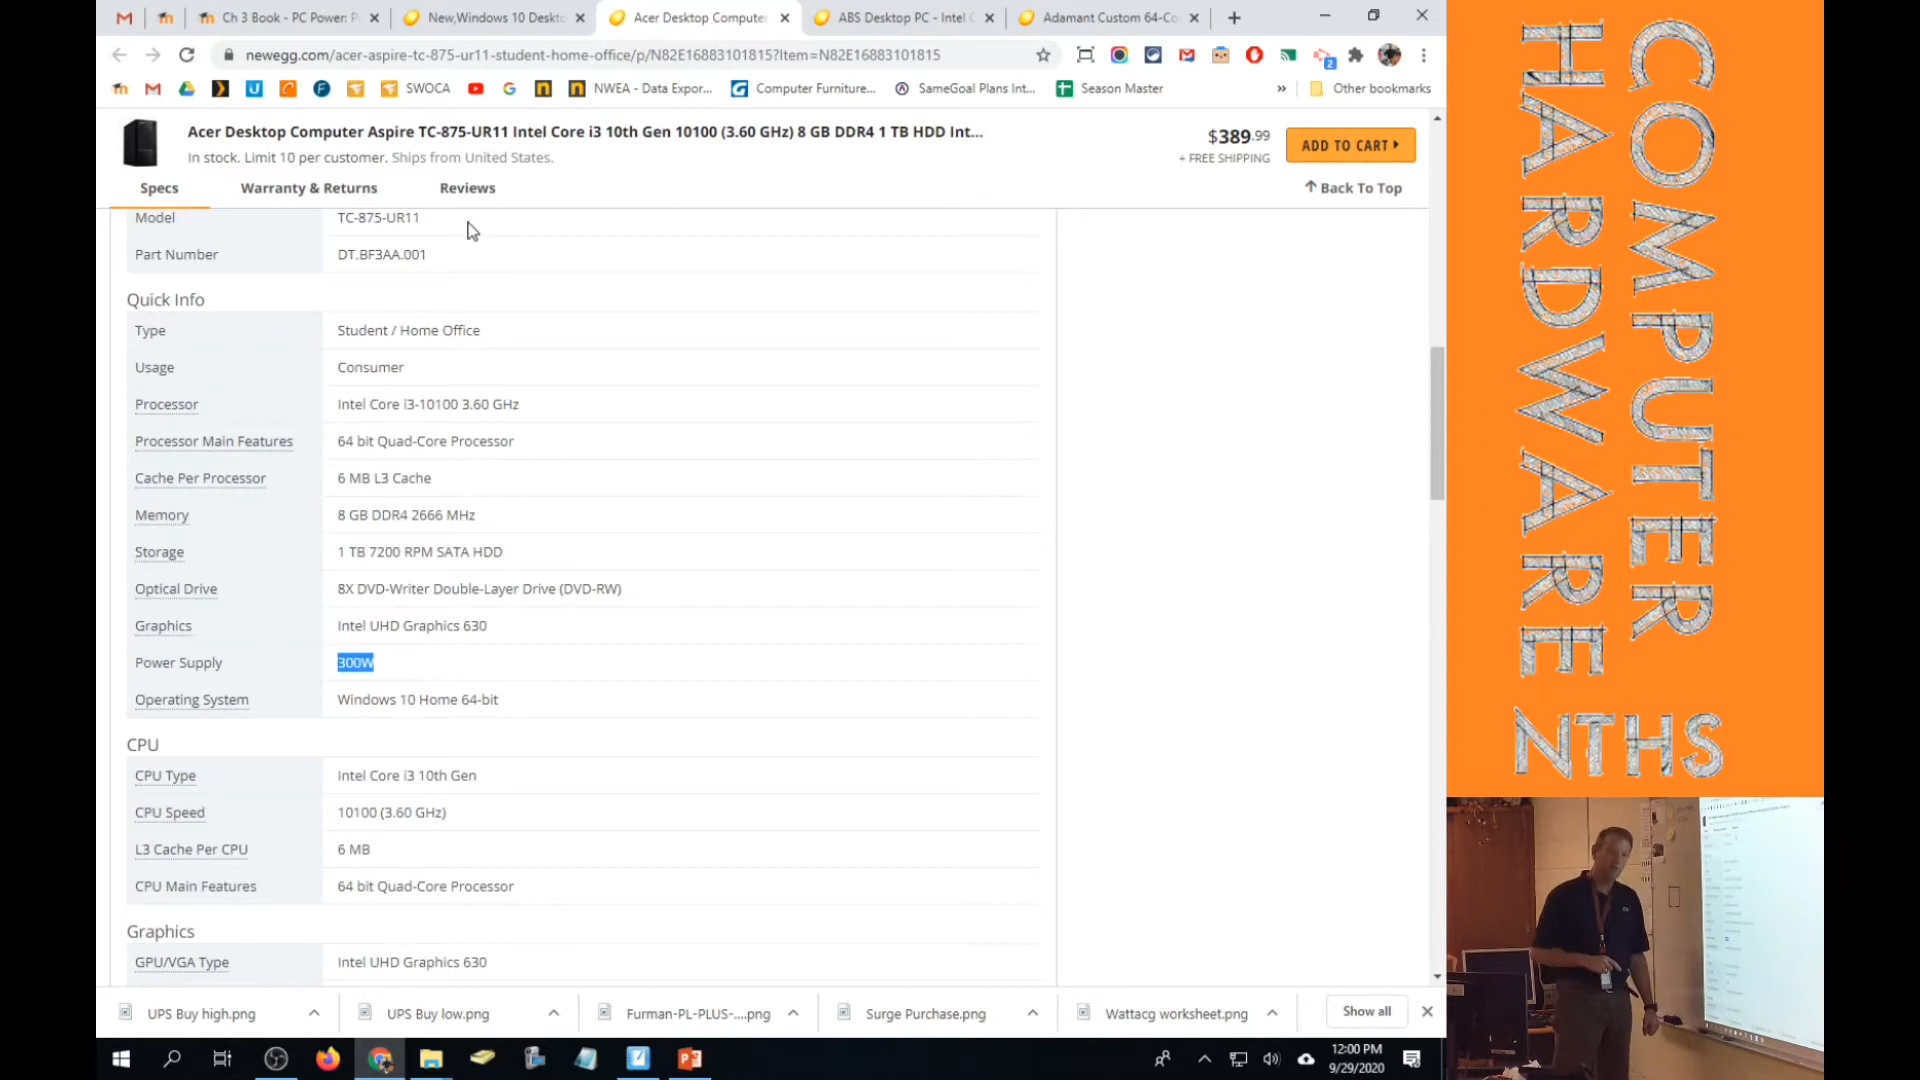 Ch 3 Book - PC Power: P
New,Windows 10 Deskto
Acer Desktop Computer
ABS Desktop PC - Intel C
Adamant Custom 64-Co
newegg.com/acer-aspire-tc-875-ur11-student-home-office/p/N82E16883101815?Item=N82E16883101815
SWOCA
NWEA - Data Expor...
Computer Furniture...
SameGoal Plans Int...
Season Master
»
Other bookmarks
Acer Desktop Computer Aspire TC-875-UR11 Intel Core i3 10th Gen 10100 (3.60 GHz) 8 GB DDR4 1 TB HDD Int...
In stock. Limit 10 per customer. Ships from United States.
$389.99
+ FREE SHIPPING
ADD TO CART
Specs
Warranty & Returns
Reviews
Back To Top
Model TC-875-UR11
Part Number DT.BF3AA.001
Quick Info
Type Student / Home Office
Usage Consumer
Processor Intel Core i3-10100 3.60 GHz
Processor Main Features 64 bit Quad-Core Processor
Cache Per Processor 6 MB L3 Cache
Memory 8 GB DDR4 2666 MHz
Storage 1 TB 7200 RPM SATA HDD
Optical Drive 8X DVD-Writer Double-Layer Drive (DVD-RW)
Graphics Intel UHD Graphics 630
Power Supply 300W
Operating System Windows 10 Home 64-bit
CPU
CPU Type Intel Core i3 10th Gen
CPU Speed 10100 (3.60 GHz)
L3 Cache Per CPU 6 MB
CPU Main Features 64 bit Quad-Core Processor
Graphics
GPU/VGA Type Intel UHD Graphics 630
UPS Buy high.png
UPS Buy low.png
Furman-PL-PLUS-....png
Surge Purchase.png
Wattacg worksheet.png
Show all
12:00 PM
9/29/2020
COMPUTER
HARDWARE
NTHS